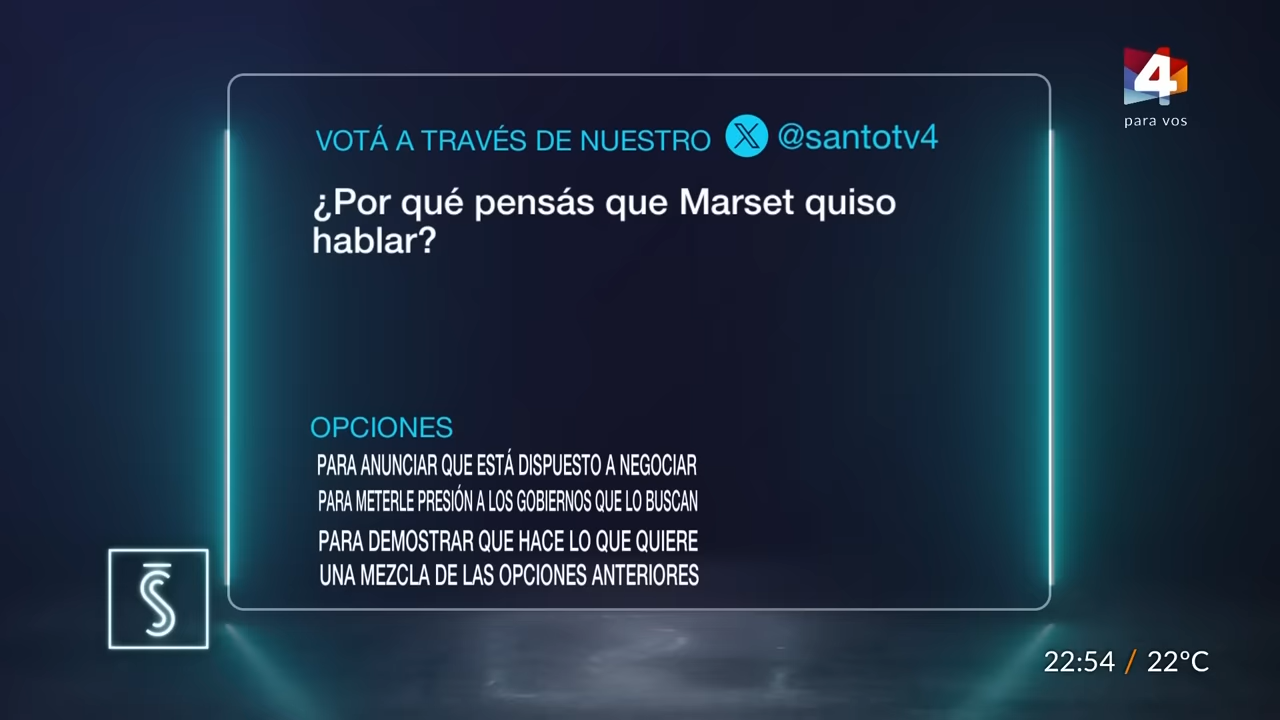 4
para vos
VOTÁ A TRAVÉS DE NUESTRO X @santotv4
¿Por qué pensás que Marset quiso
hablar?
OPCIONES
PARA ANUNCIAR QUE ESTÁ DISPUESTO A NEGOCIAR
PARA METERLE PRESIÓN A LOS GOBIERNOS QUE LO BUSCAN
PARA DEMOSTRAR QUE HACE LO QUE QUIERE
UNA MEZCLA DE LAS OPCIONES ANTERIORES
S
22:54 / 22°C